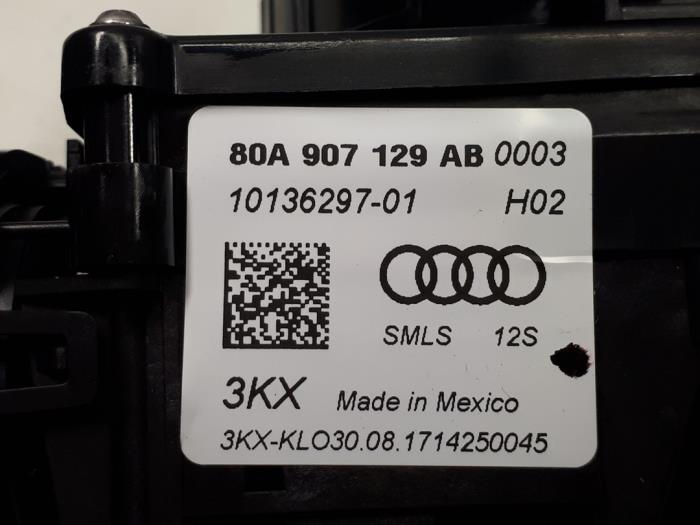 80A 907 129 AB 0003
10136297-01 H02
SMLS 12S
3KX Made in Mexico
3KX-KLO30.08.1714250045